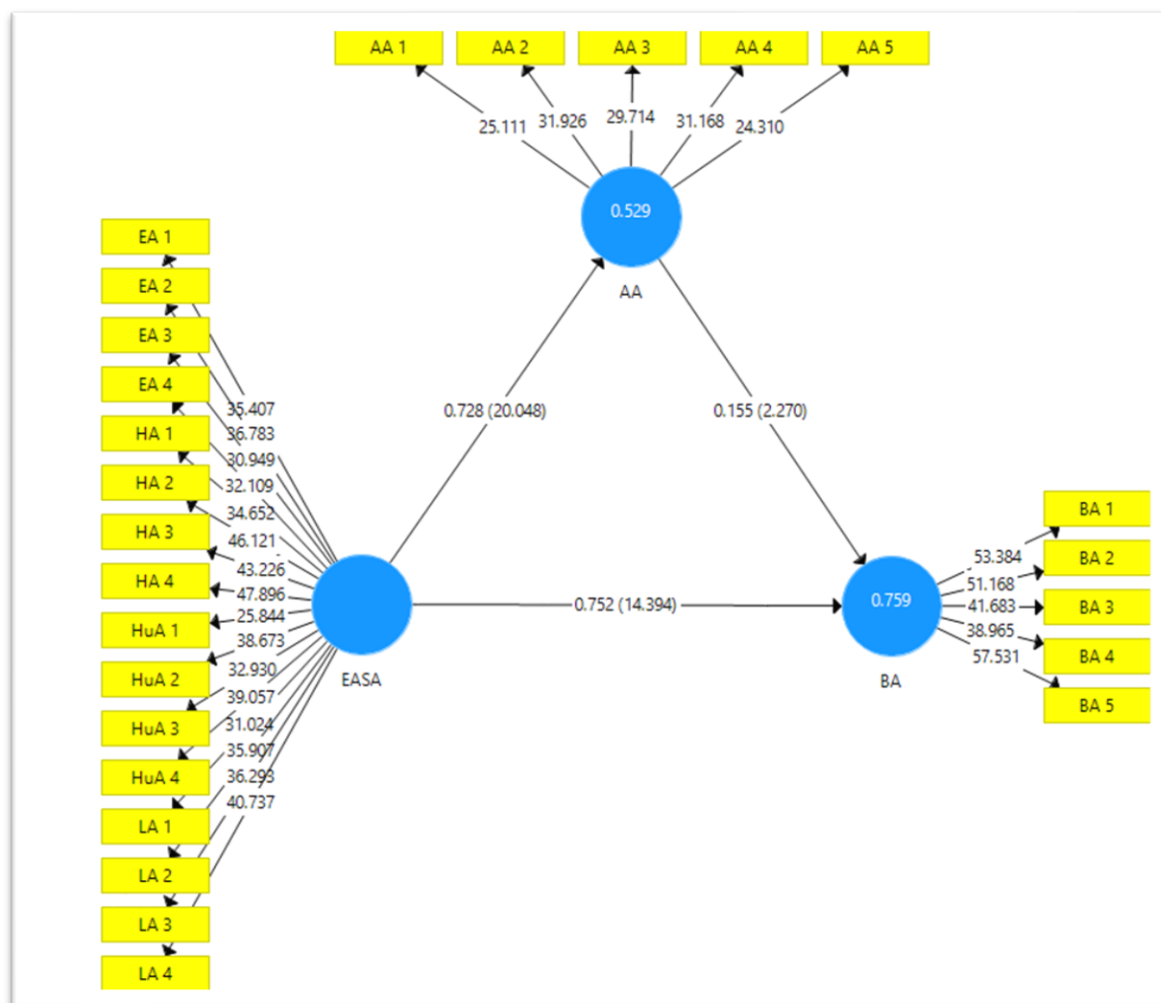 AA 1 AA 2 AA 3 AA 4 AA 5
25.111 31.926 29.714 31.168 24.310
0.529
AA
EA 1
EA 2
EA 3
EA 4
HA 1
HA 2
HA 3
HA 4
HuA 1
HuA 2
HuA 3
HuA 4
LA 1
LA 2
LA 3
LA 4
35.407
36.783
30.949
32.109
34.652
46.121
43.226
47.896
25.844
38.673
32.930
39.057
31.024
35.907
36.293
40.737
0.728 (20.048)
0.155 (2.270)
EASA
0.752 (14.394)
0.759
BA
53.384
51.168
41.683
38.965
57.531
BA 1
BA 2
BA 3
BA 4
BA 5